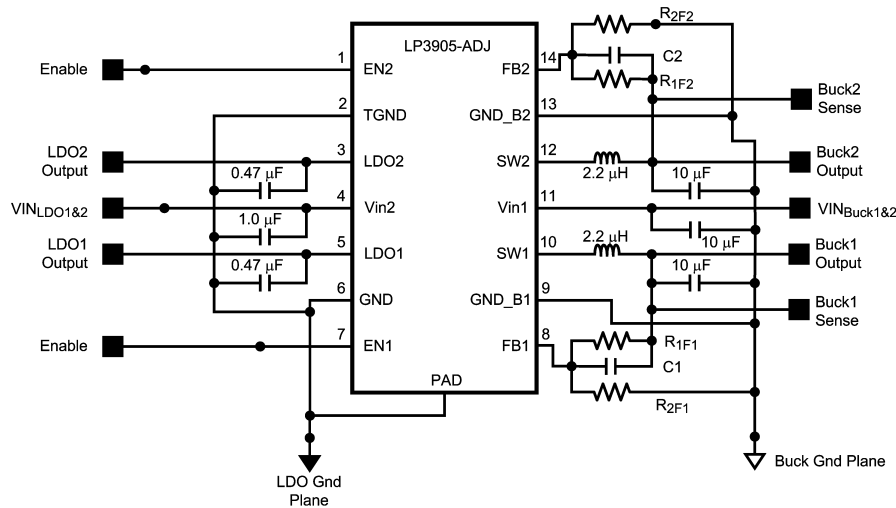 R2F2
LP3905-ADJ
Enable
1
EN2
FB2
14
C2
R1F2
Buck2
Sense
2
TGND
GND_B2
13
LDO2
Output
3
LDO2
0.47 μF
SW2
12
2.2 μH
10 μF
Buck2
Output
VINLDO1&2
4
Vin2
1.0 μF
Vin1
11
VINBuck1&2
10 μF
LDO1
Output
5
LDO1
0.47 μF
SW1
10
2.2 μH
10 μF
Buck1
Output
6
GND
GND_B1
9
Buck1
Sense
Enable
7
EN1
FB1
8
R1F1
C1
R2F1
PAD
LDO Gnd
Plane
Buck Gnd Plane